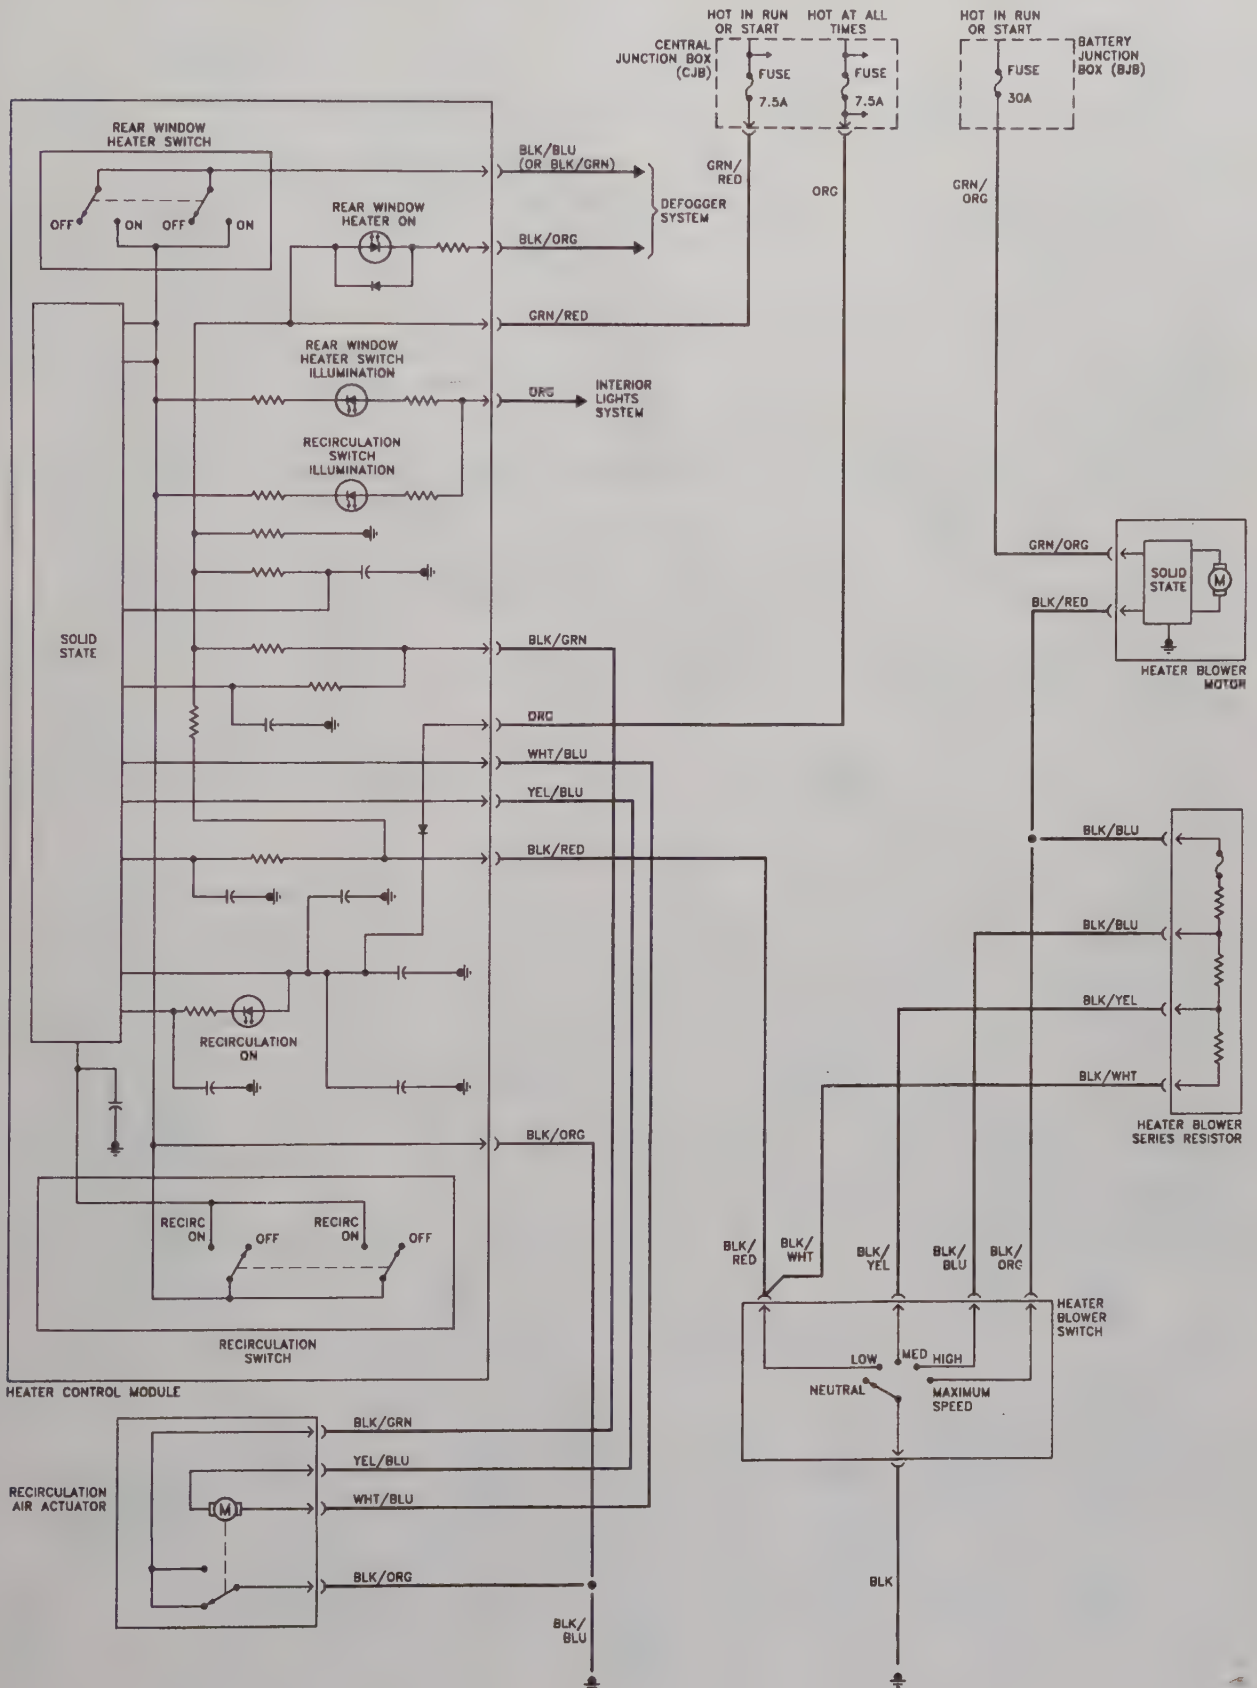 HOT IN RUN
OR START
HOT AT ALL
TIMES
HOT IN RUN
OR START
CENTRAL
JUNCTION BOX
(CJB)
FUSE
7.5A
FUSE
7.5A
FUSE
30A
BATTERY
JUNCTION
BOX (BJB)
REAR WINDOW
HEATER SWITCH
OFF
ON
OFF
ON
BLK/BLU
(OR BLK/GRN)
GRN/
RED
ORG
GRN/
ORG
DEFOGGER
SYSTEM
REAR WINDOW
HEATER ON
BLK/ORG
GRN/RED
REAR WINDOW
HEATER SWITCH
ILLUMINATION
ORG
INTERIOR
LIGHTS
SYSTEM
RECIRCULATION
SWITCH
ILLUMINATION
GRN/ORG
SOLID
STATE
M
BLK/RED
HEATER BLOWER
MOTOR
SOLID
STATE
BLK/GRN
ORG
WHT/BLU
YEL/BLU
BLK/RED
BLK/BLU
BLK/BLU
BLK/YEL
BLK/WHT
HEATER BLOWER
SERIES RESISTOR
RECIRCULATION
ON
BLK/ORG
RECIRC
ON
OFF
RECIRC
ON
OFF
RECIRCULATION
SWITCH
HEATER CONTROL MODULE
BLK/
RED
BLK/
WHT
BLK/
YEL
BLK/
BLU
BLK/
ORG
HEATER
BLOWER
SWITCH
LOW
MED
HIGH
NEUTRAL
MAXIMUM
SPEED
BLK/GRN
YEL/BLU
RECIRCULATION
AIR ACTUATOR
M
WHT/BLU
BLK/ORG
BLK/
BLU
BLK